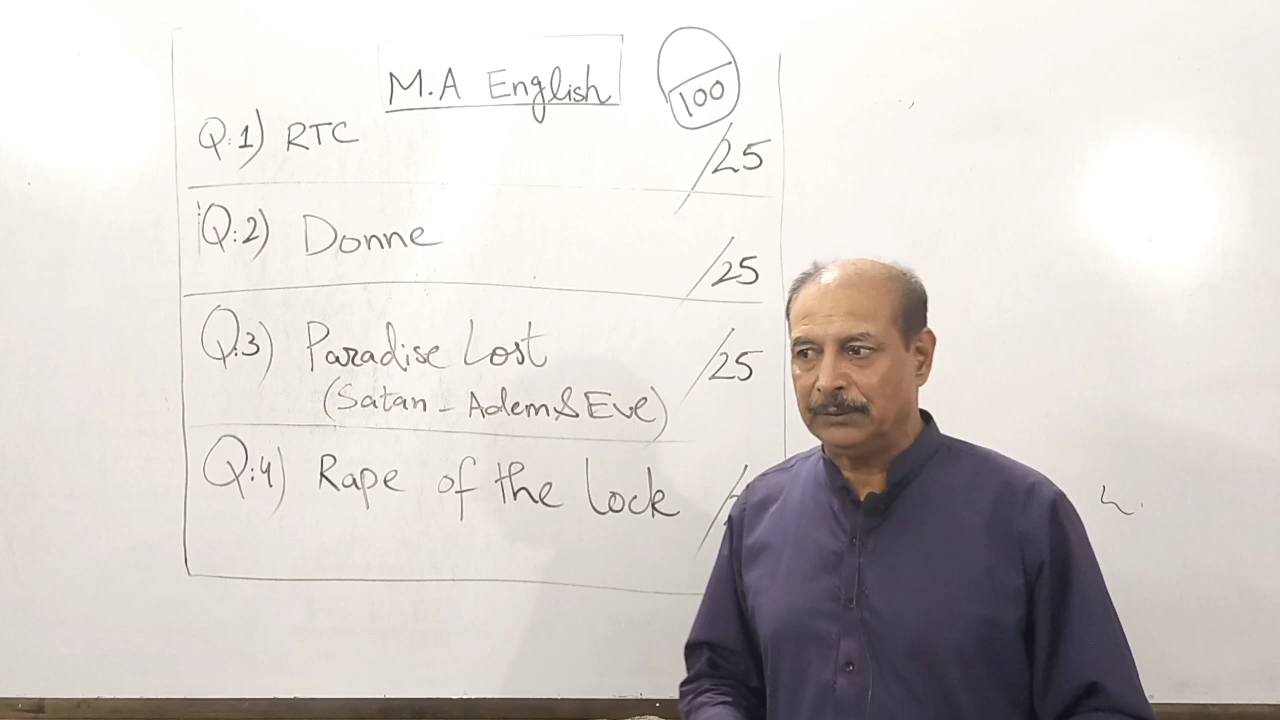 M.A English
100
Q:1) RTC
/25
Q:2) Donne
/25
Q:3) Paradise Lost
/25
(Satan - Adem & Eve)
Q:4) Rape of the lock